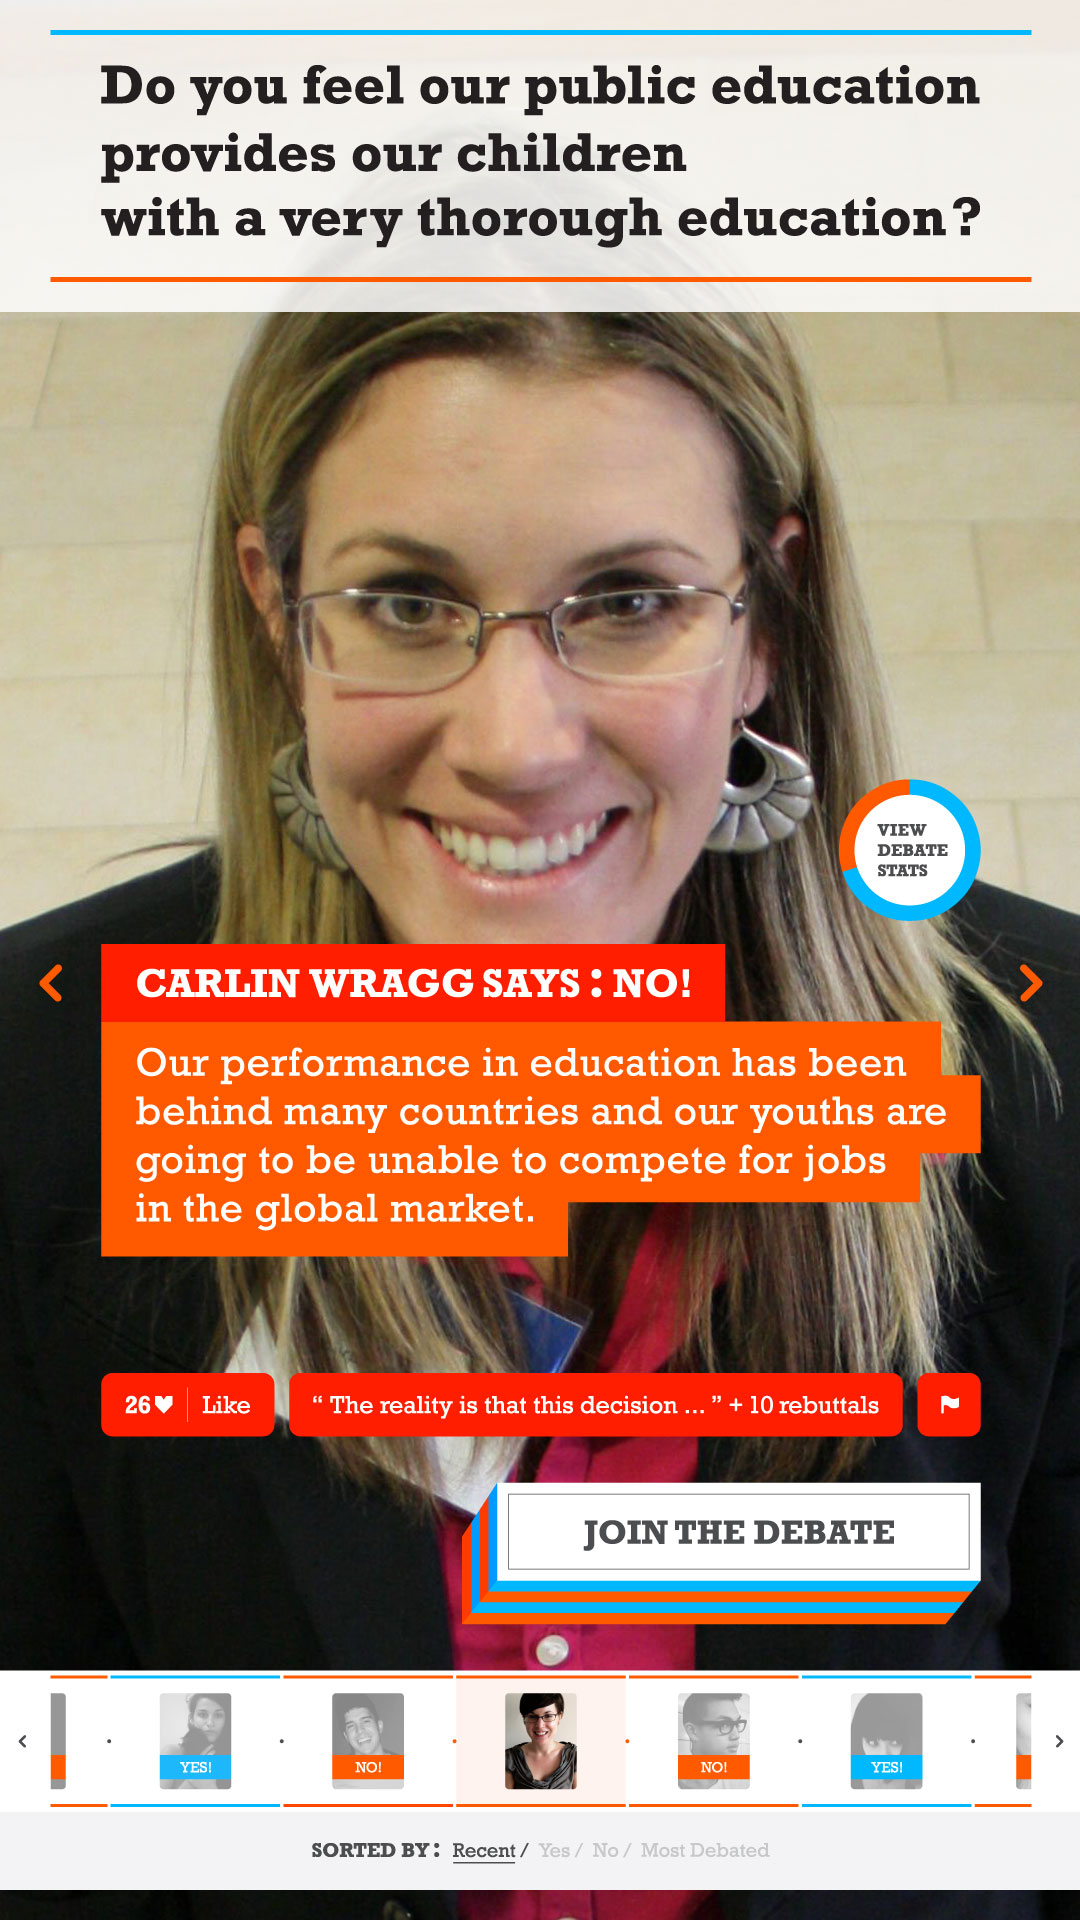 Do you feel our public education
provides our children
with a very thorough education?
VIEW
DEBATE
STATS
CARLIN WRAGG SAYS : NO!
Our performance in education has been
behind many countries and our youths are
going to be unable to compete for jobs
in the global market.
26 Like
“ The reality is that this decision ... ” + 10 rebuttals
JOIN THE DEBATE
YES!
NO!
NO!
YES!
SORTED BY : Recent / Yes / No / Most Debated